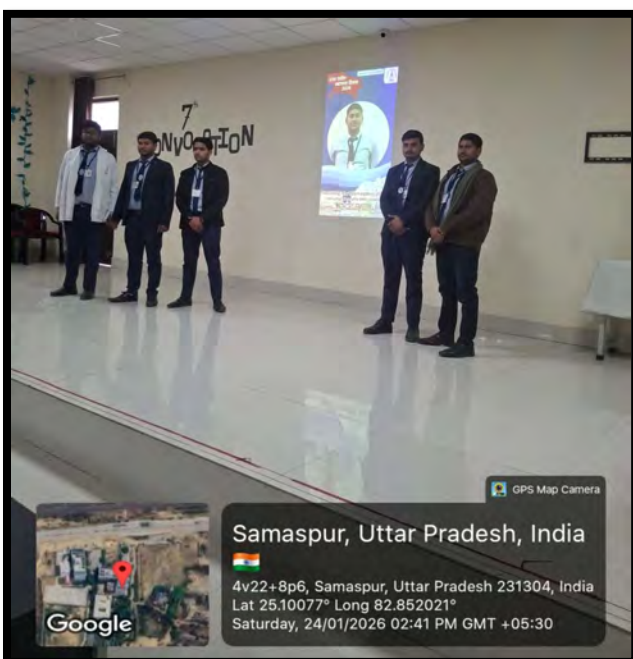 7
CONVOCATION
GPS Map Camera
Samaspur, Uttar Pradesh, India
4v22+8p6, Samaspur, Uttar Pradesh 231304, India
Lat 25.10077° Long 82.852021°
Saturday, 24/01/2026 02:41 PM GMT +05:30
Google